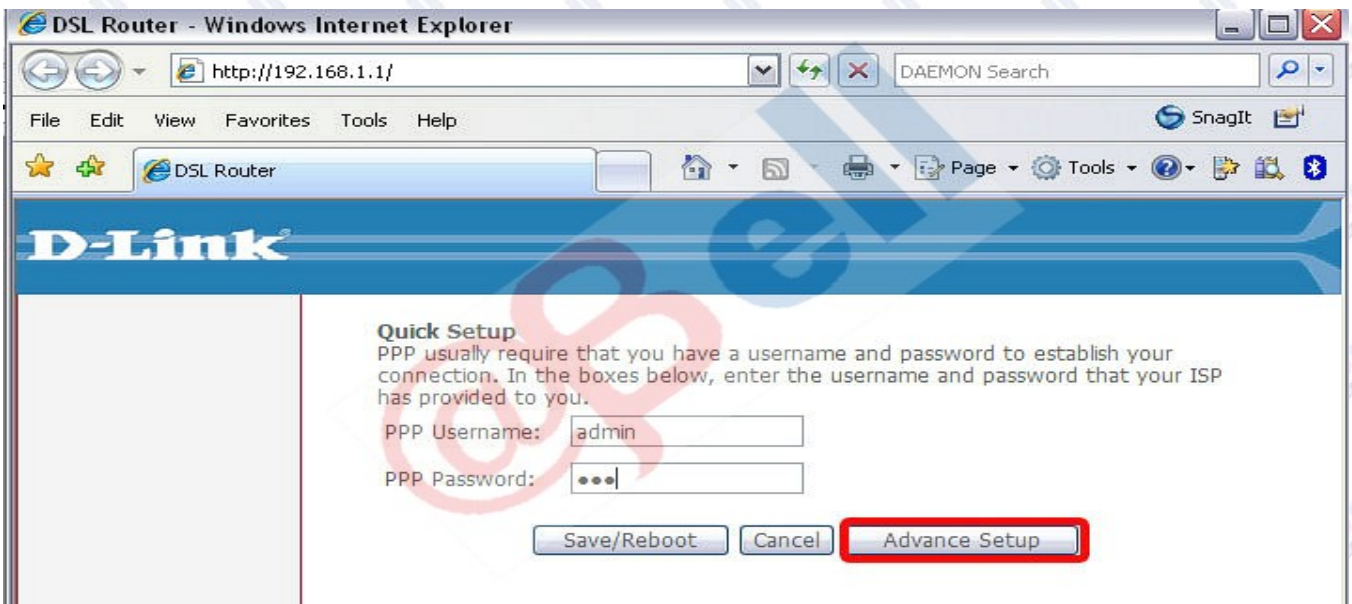 DSL Router - Windows Internet Explorer
http://192.168.1.1/
DAEMON Search
File Edit View Favorites Tools Help
SnagIt
DSL Router
Page
Tools
D-Link
Quick Setup
PPP usually require that you have a username and password to establish your
connection. In the boxes below, enter the username and password that your ISP
has provided to you.
PPP Username: admin
PPP Password: •••
Save/Reboot Cancel Advance Setup
@Bell